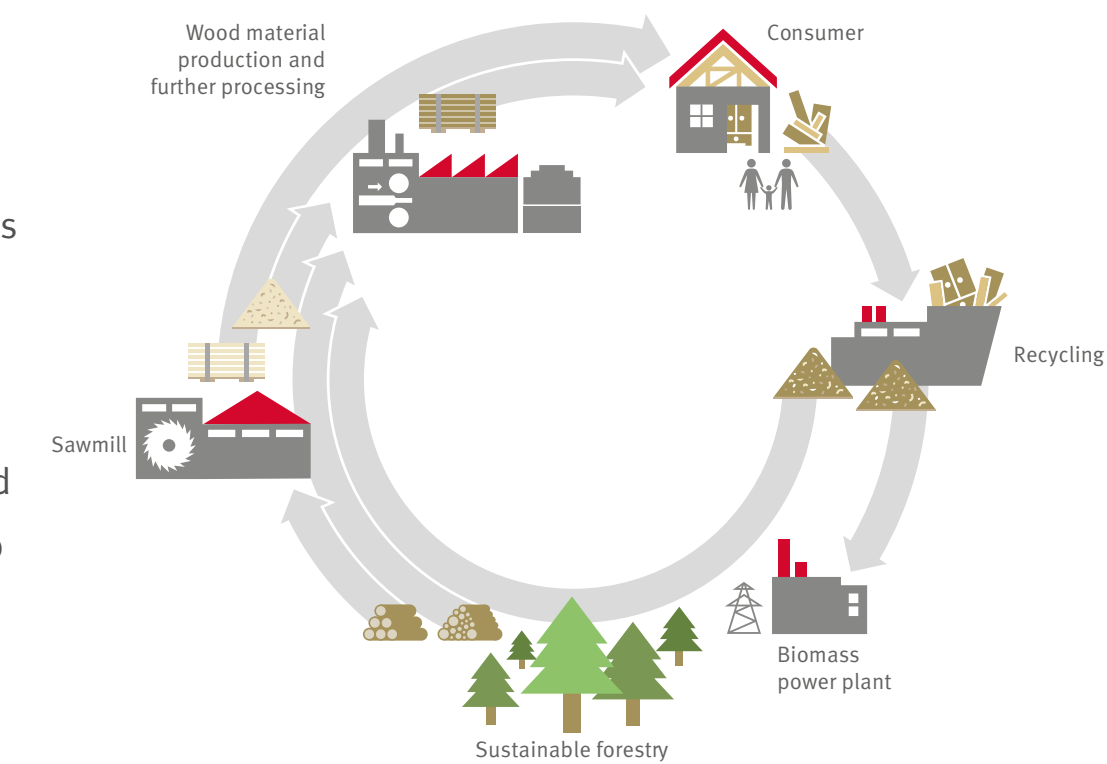 Wood material
production and
further processing
Consumer
s
Recycling
Sawmill
d
Biomass
power plant
Sustainable forestry